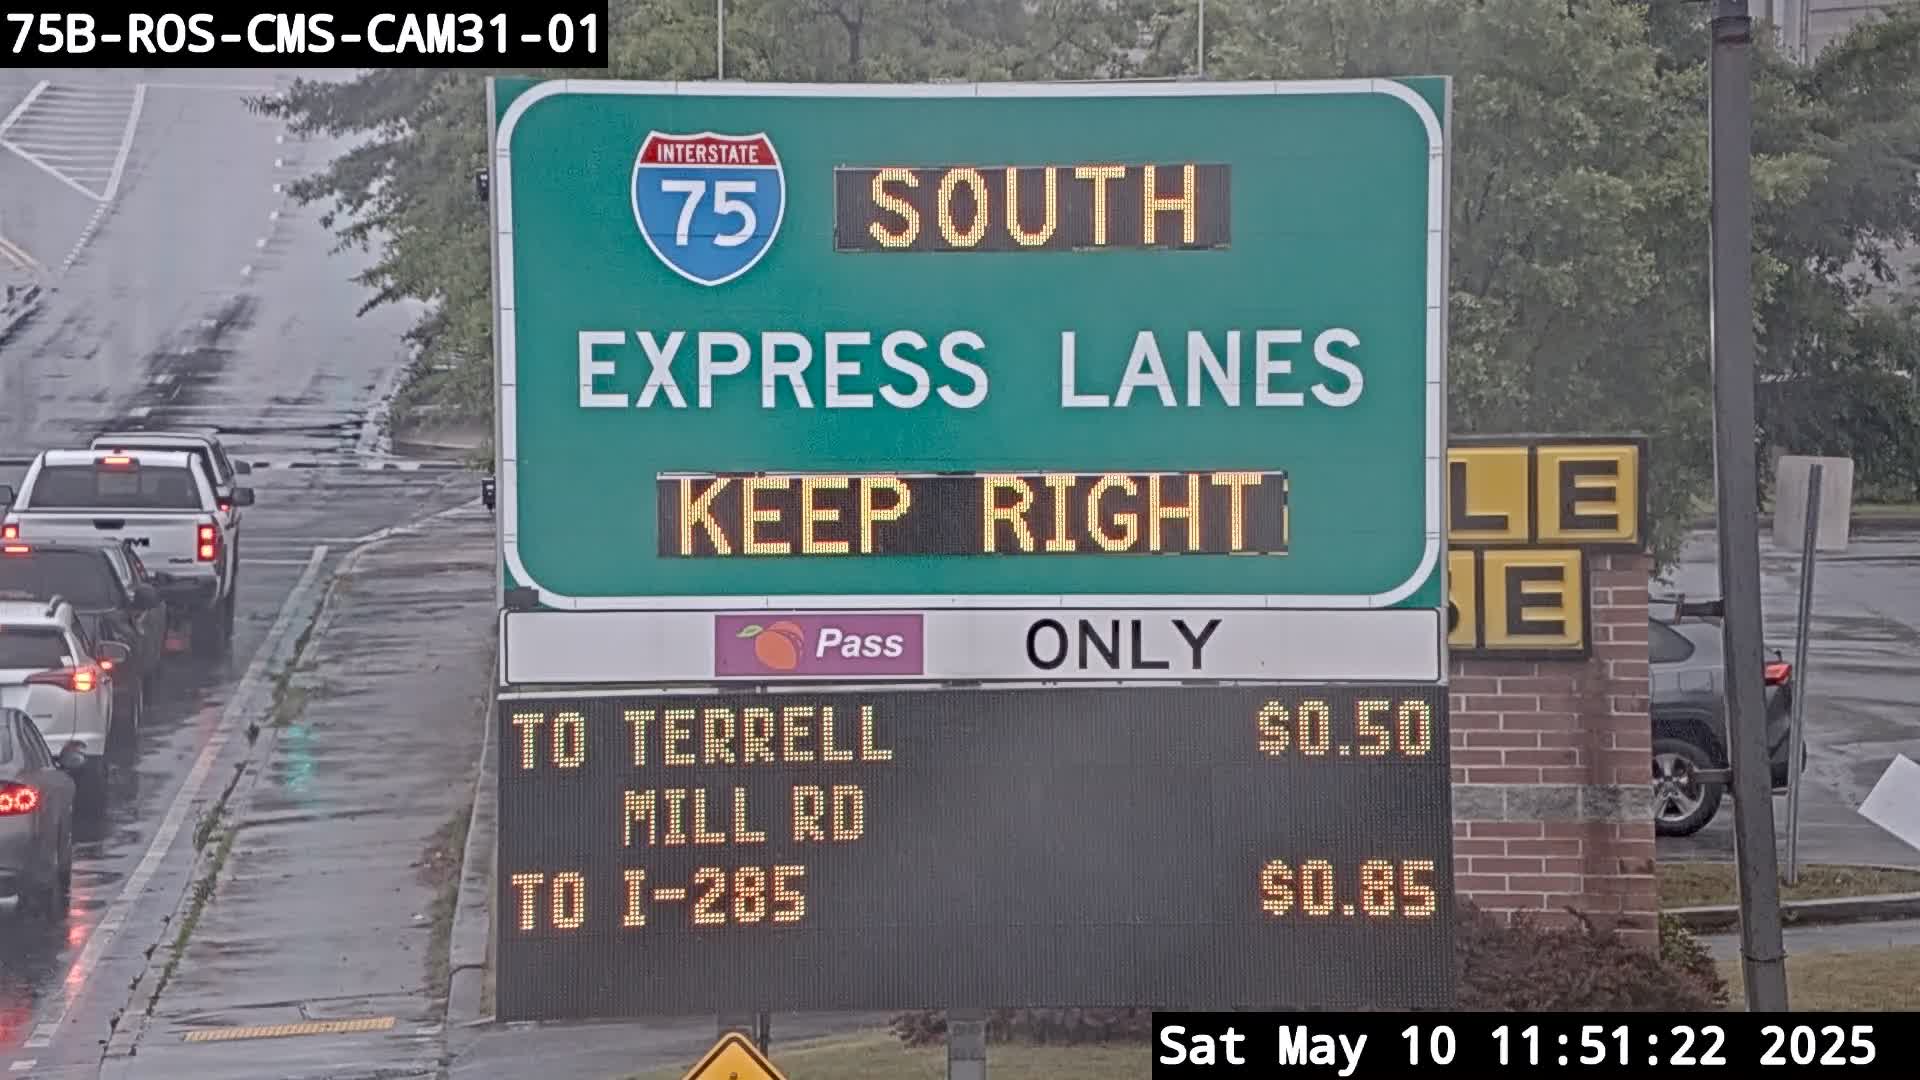 75B-ROS-CMS-CAM31-01
INTERSTATE
75
SOUTH
EXPRESS LANES
KEEP RIGHT
Pass ONLY
TO TERRELL $0.50
MILL RD
TO I-285 $0.85
LE
E
Sat May 10 11:51:22 2025